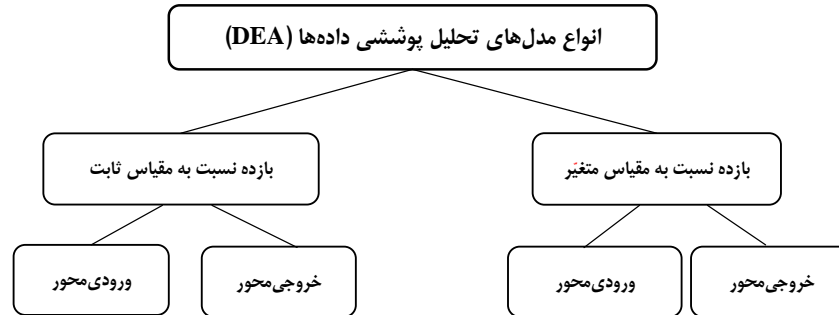 انواع مدل‌های تحلیل پوششی داده‌ها (DEA)
بازده نسبت به مقیاس متغیّر
بازده نسبت به مقیاس ثابت
خروجی‌محور
ورودی‌محور
خروجی‌محور
ورودی‌محور